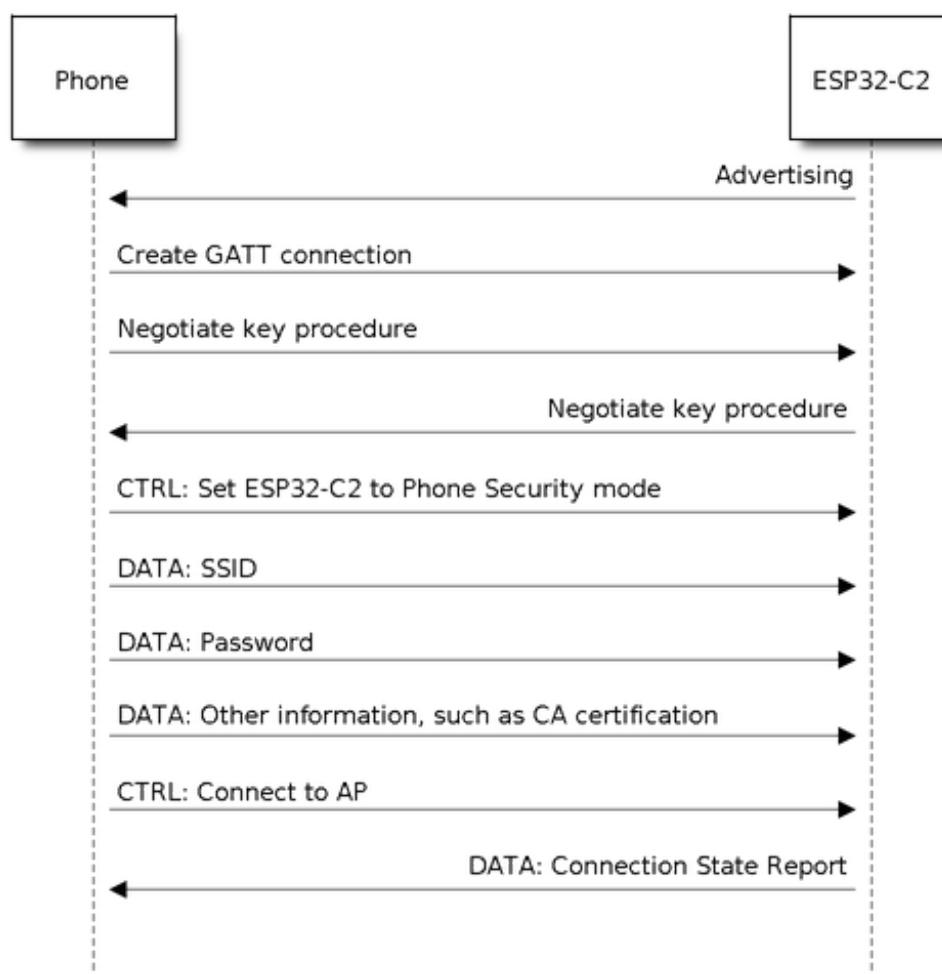 Phone
ESP32-C2
Advertising
Create GATT connection
Negotiate key procedure
Negotiate key procedure
CTRL: Set ESP32-C2 to Phone Security mode
DATA: SSID
DATA: Password
DATA: Other information, such as CA certification
CTRL: Connect to AP
DATA: Connection State Report